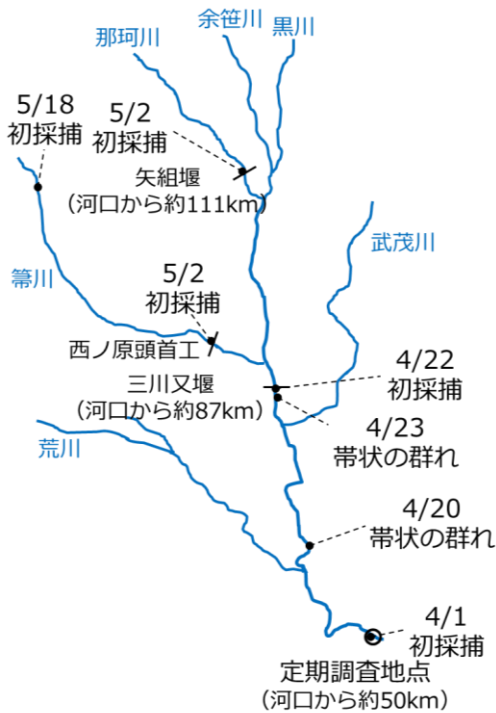 余笹川
黒川
那珂川
5/18
初採捕
5/2
初採捕
矢組堰
(河口から約111km)
武茂川
箒川
5/2
初採捕
西ノ原頭首工
三川又堰
(河口から約87km)
4/22
初採捕
4/23
帯状の群れ
荒川
4/20
帯状の群れ
4/1
初採捕
定期調査地点
(河口から約50km)